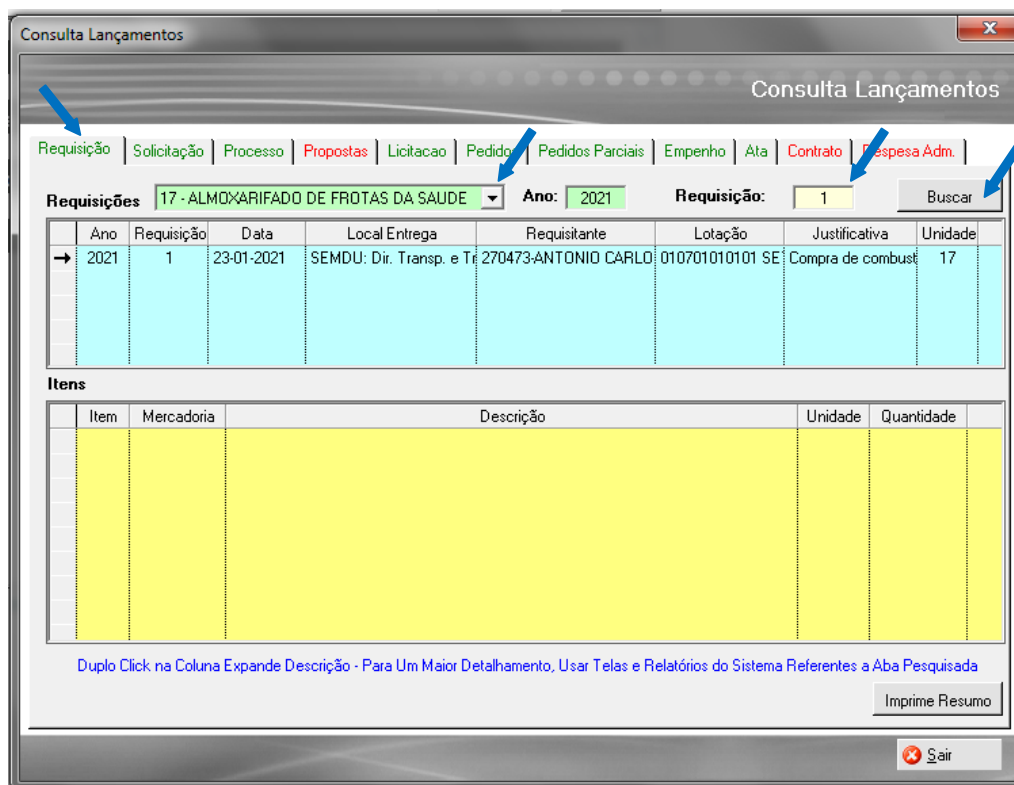 Consulta Lançamentos
Consulta Lançamentos
Requisição Solicitação Processo Propostas Licitacao Pedidos Pedidos Parciais Empenho Ata Contrato Despesa Adm.
Requisições 17 - ALMOXARIFADO DE FROTAS DA SAUDE Ano: 2021 Requisição: 1 Buscar
Ano Requisição Data Local Entrega Requisitante Lotação Justificativa Unidade
2021 1 23-01-2021 SEMDU: Dir. Transp. e Tr 270473-ANTONIO CARLO 010701010101 SE Compra de combust 17
Itens
Item Mercadoria Descrição Unidade Quantidade
Duplo Click na Coluna Expande Descrição - Para Um Maior Detalhamento, Usar Telas e Relatórios do Sistema Referentes a Aba Pesquisada
Imprime Resumo
Sair